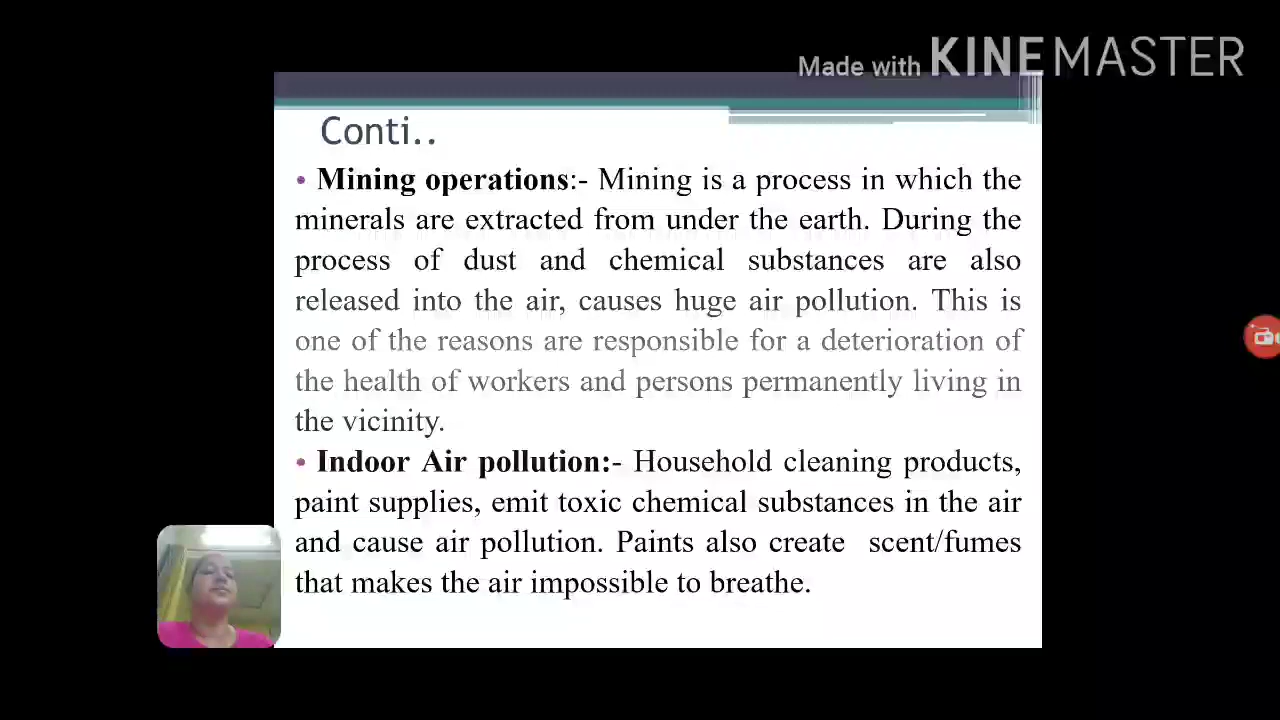 Made with KINEMASTER
Conti..
• Mining operations:- Mining is a process in which the
minerals are extracted from under the earth. During the
process of dust and chemical substances are also
released into the air, causes huge air pollution. This is
one of the reasons are responsible for a deterioration of
the health of workers and persons permanently living in
the vicinity.
• Indoor Air pollution:- Household cleaning products,
paint supplies, emit toxic chemical substances in the air
and cause air pollution. Paints also create scent/fumes
that makes the air impossible to breathe.